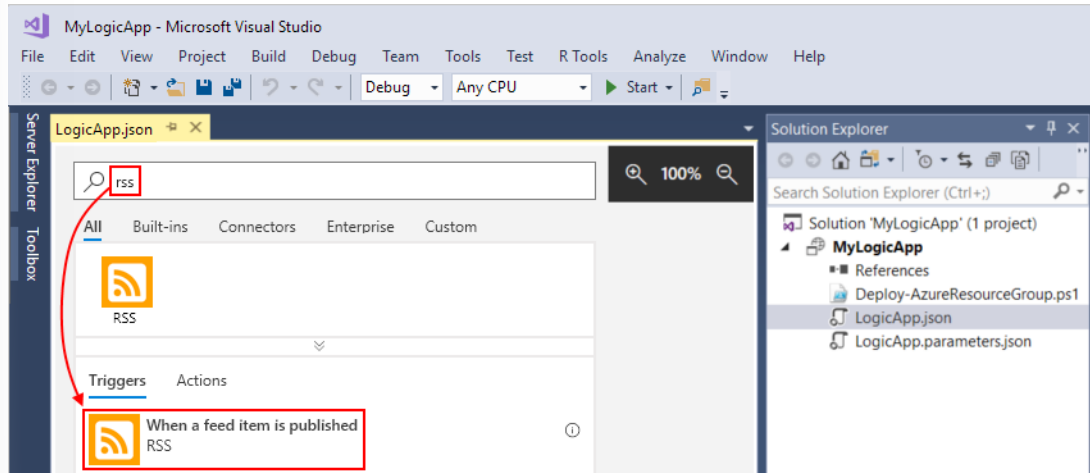 MyLogicApp - Microsoft Visual Studio
File Edit View Project Build Debug Team Tools Test R Tools Analyze Window Help
Debug Any CPU Start
Server Explorer
Toolbox
LogicApp.json
rss
100%
All Built-ins Connectors Enterprise Custom
RSS
Triggers Actions
When a feed item is published
RSS
Solution Explorer
Search Solution Explorer (Ctrl+;)
Solution 'MyLogicApp' (1 project)
MyLogicApp
References
Deploy-AzureResourceGroup.ps1
LogicApp.json
LogicApp.parameters.json